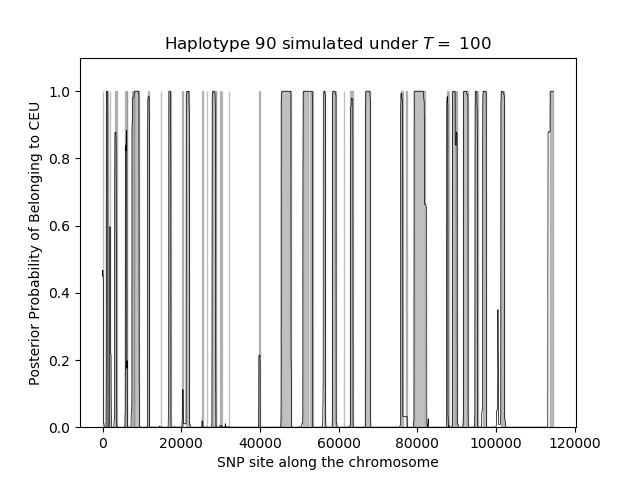 Haplotype 90 simulated under T = 100
Posterior Probability of Belonging to CEU
1.0
0.8
0.6
0.4
0.2
0.0
0 20000 40000 60000 80000 100000 120000
SNP site along the chromosome